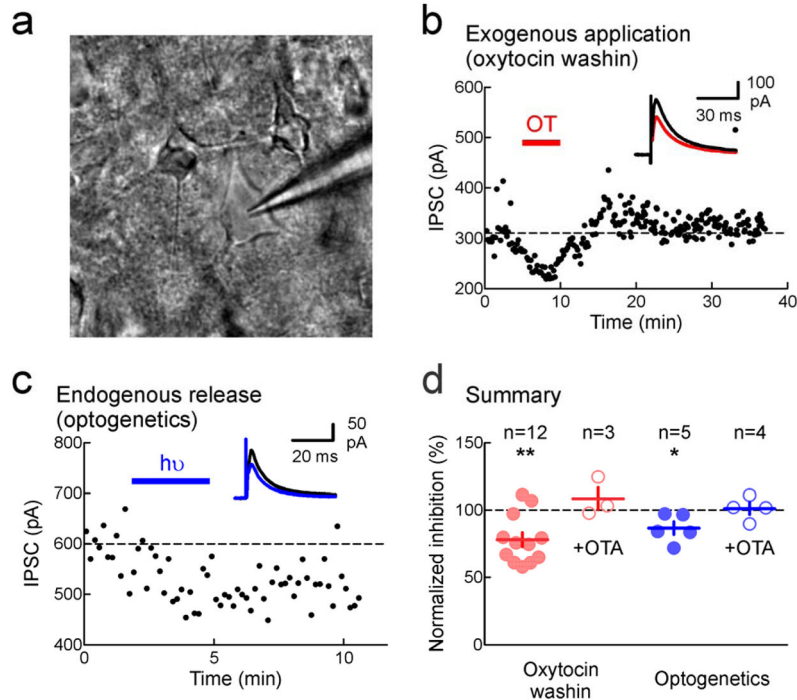 a
b
Exogenous application
(oxytocin washin)
600
500
400
300
200
IPSC (pA)
OT
100
pA
30 ms
0
10
20
30
40
Time (min)
c
Endogenous release
(optogenetics)
800
700
600
500
400
IPSC (pA)
hυ
50
pA
20 ms
0
5
10
Time (min)
d
Summary
n=12
n=3
n=5
n=4
**
*
150
100
50
0
Normalized inhibition (%)
+OTA
+OTA
Oxytocin
washin
Optogenetics